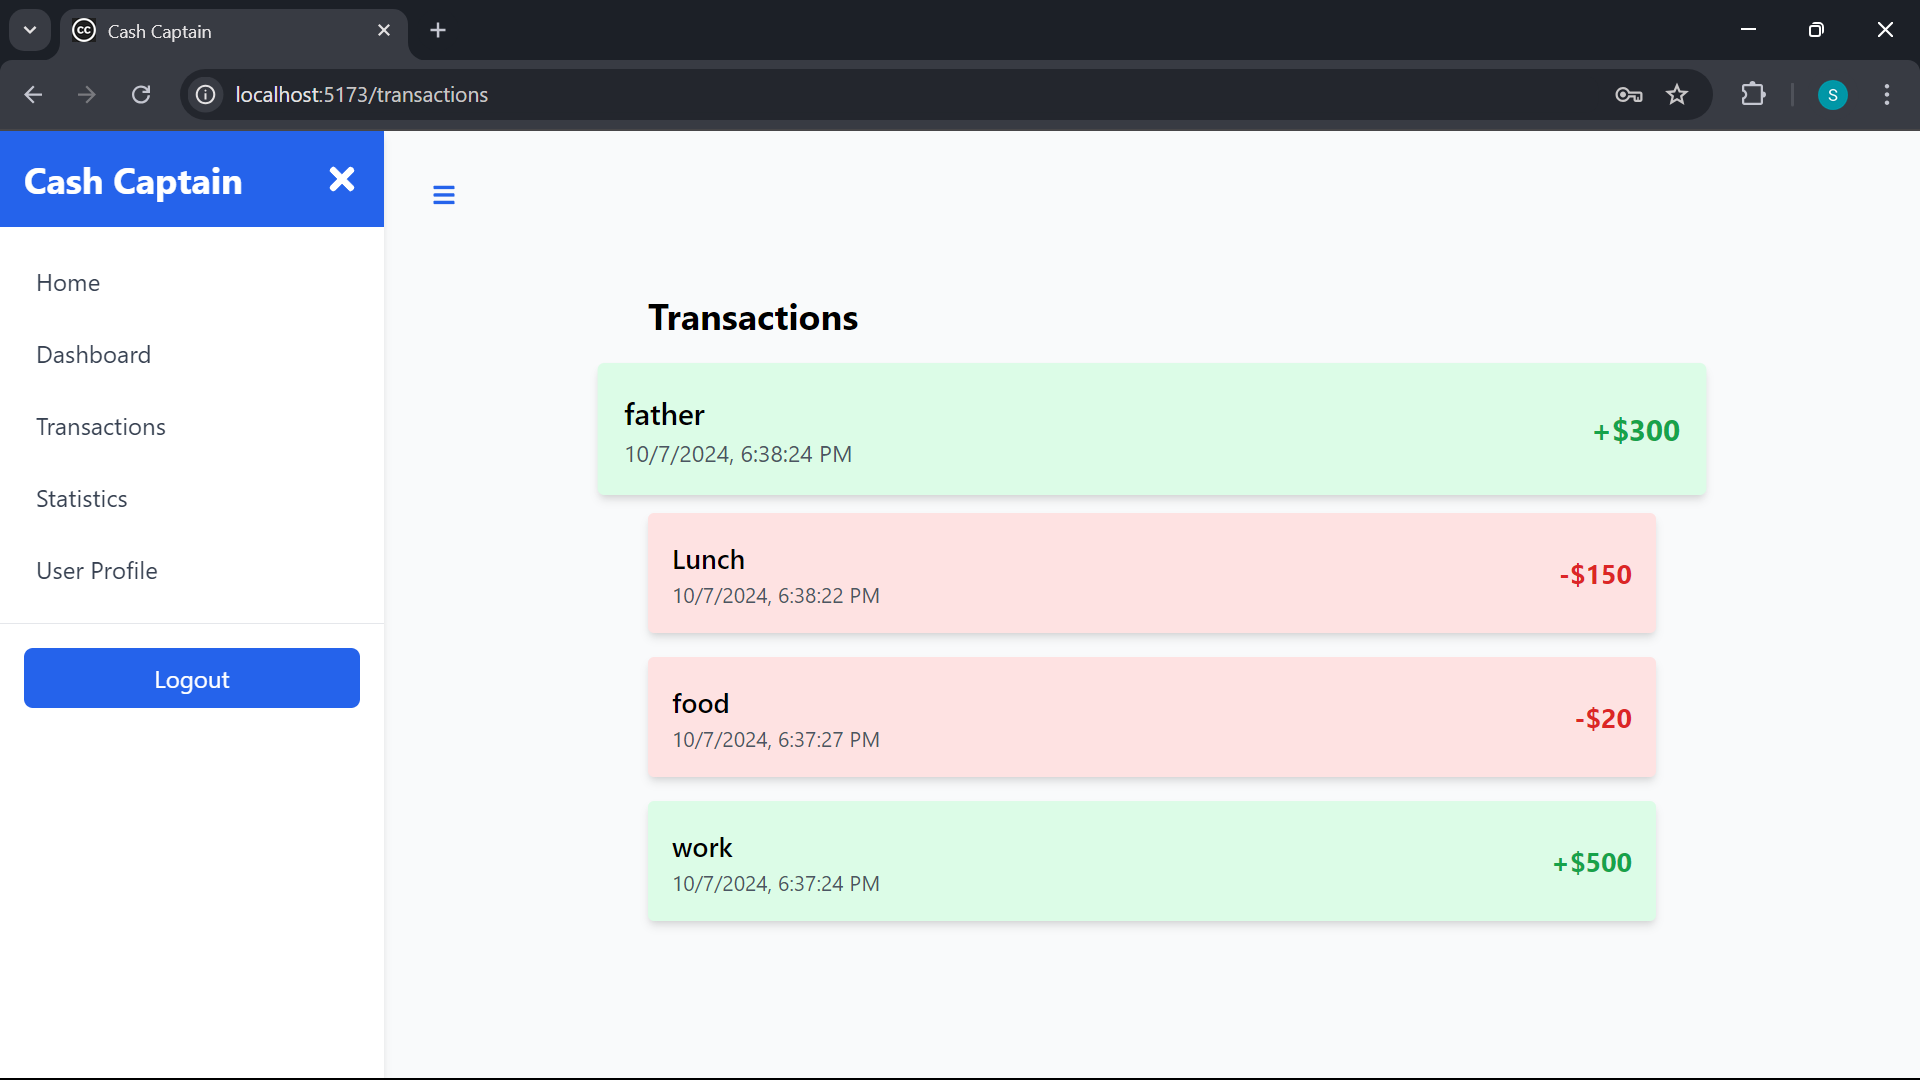 Cash Captain
localhost:5173/transactions
S
Cash Captain
Home
Dashboard
Transactions
Statistics
User Profile
Logout
Transactions
father
10/7/2024, 6:38:24 PM
+$300
Lunch
10/7/2024, 6:38:22 PM
-$150
food
10/7/2024, 6:37:27 PM
-$20
work
10/7/2024, 6:37:24 PM
+$500